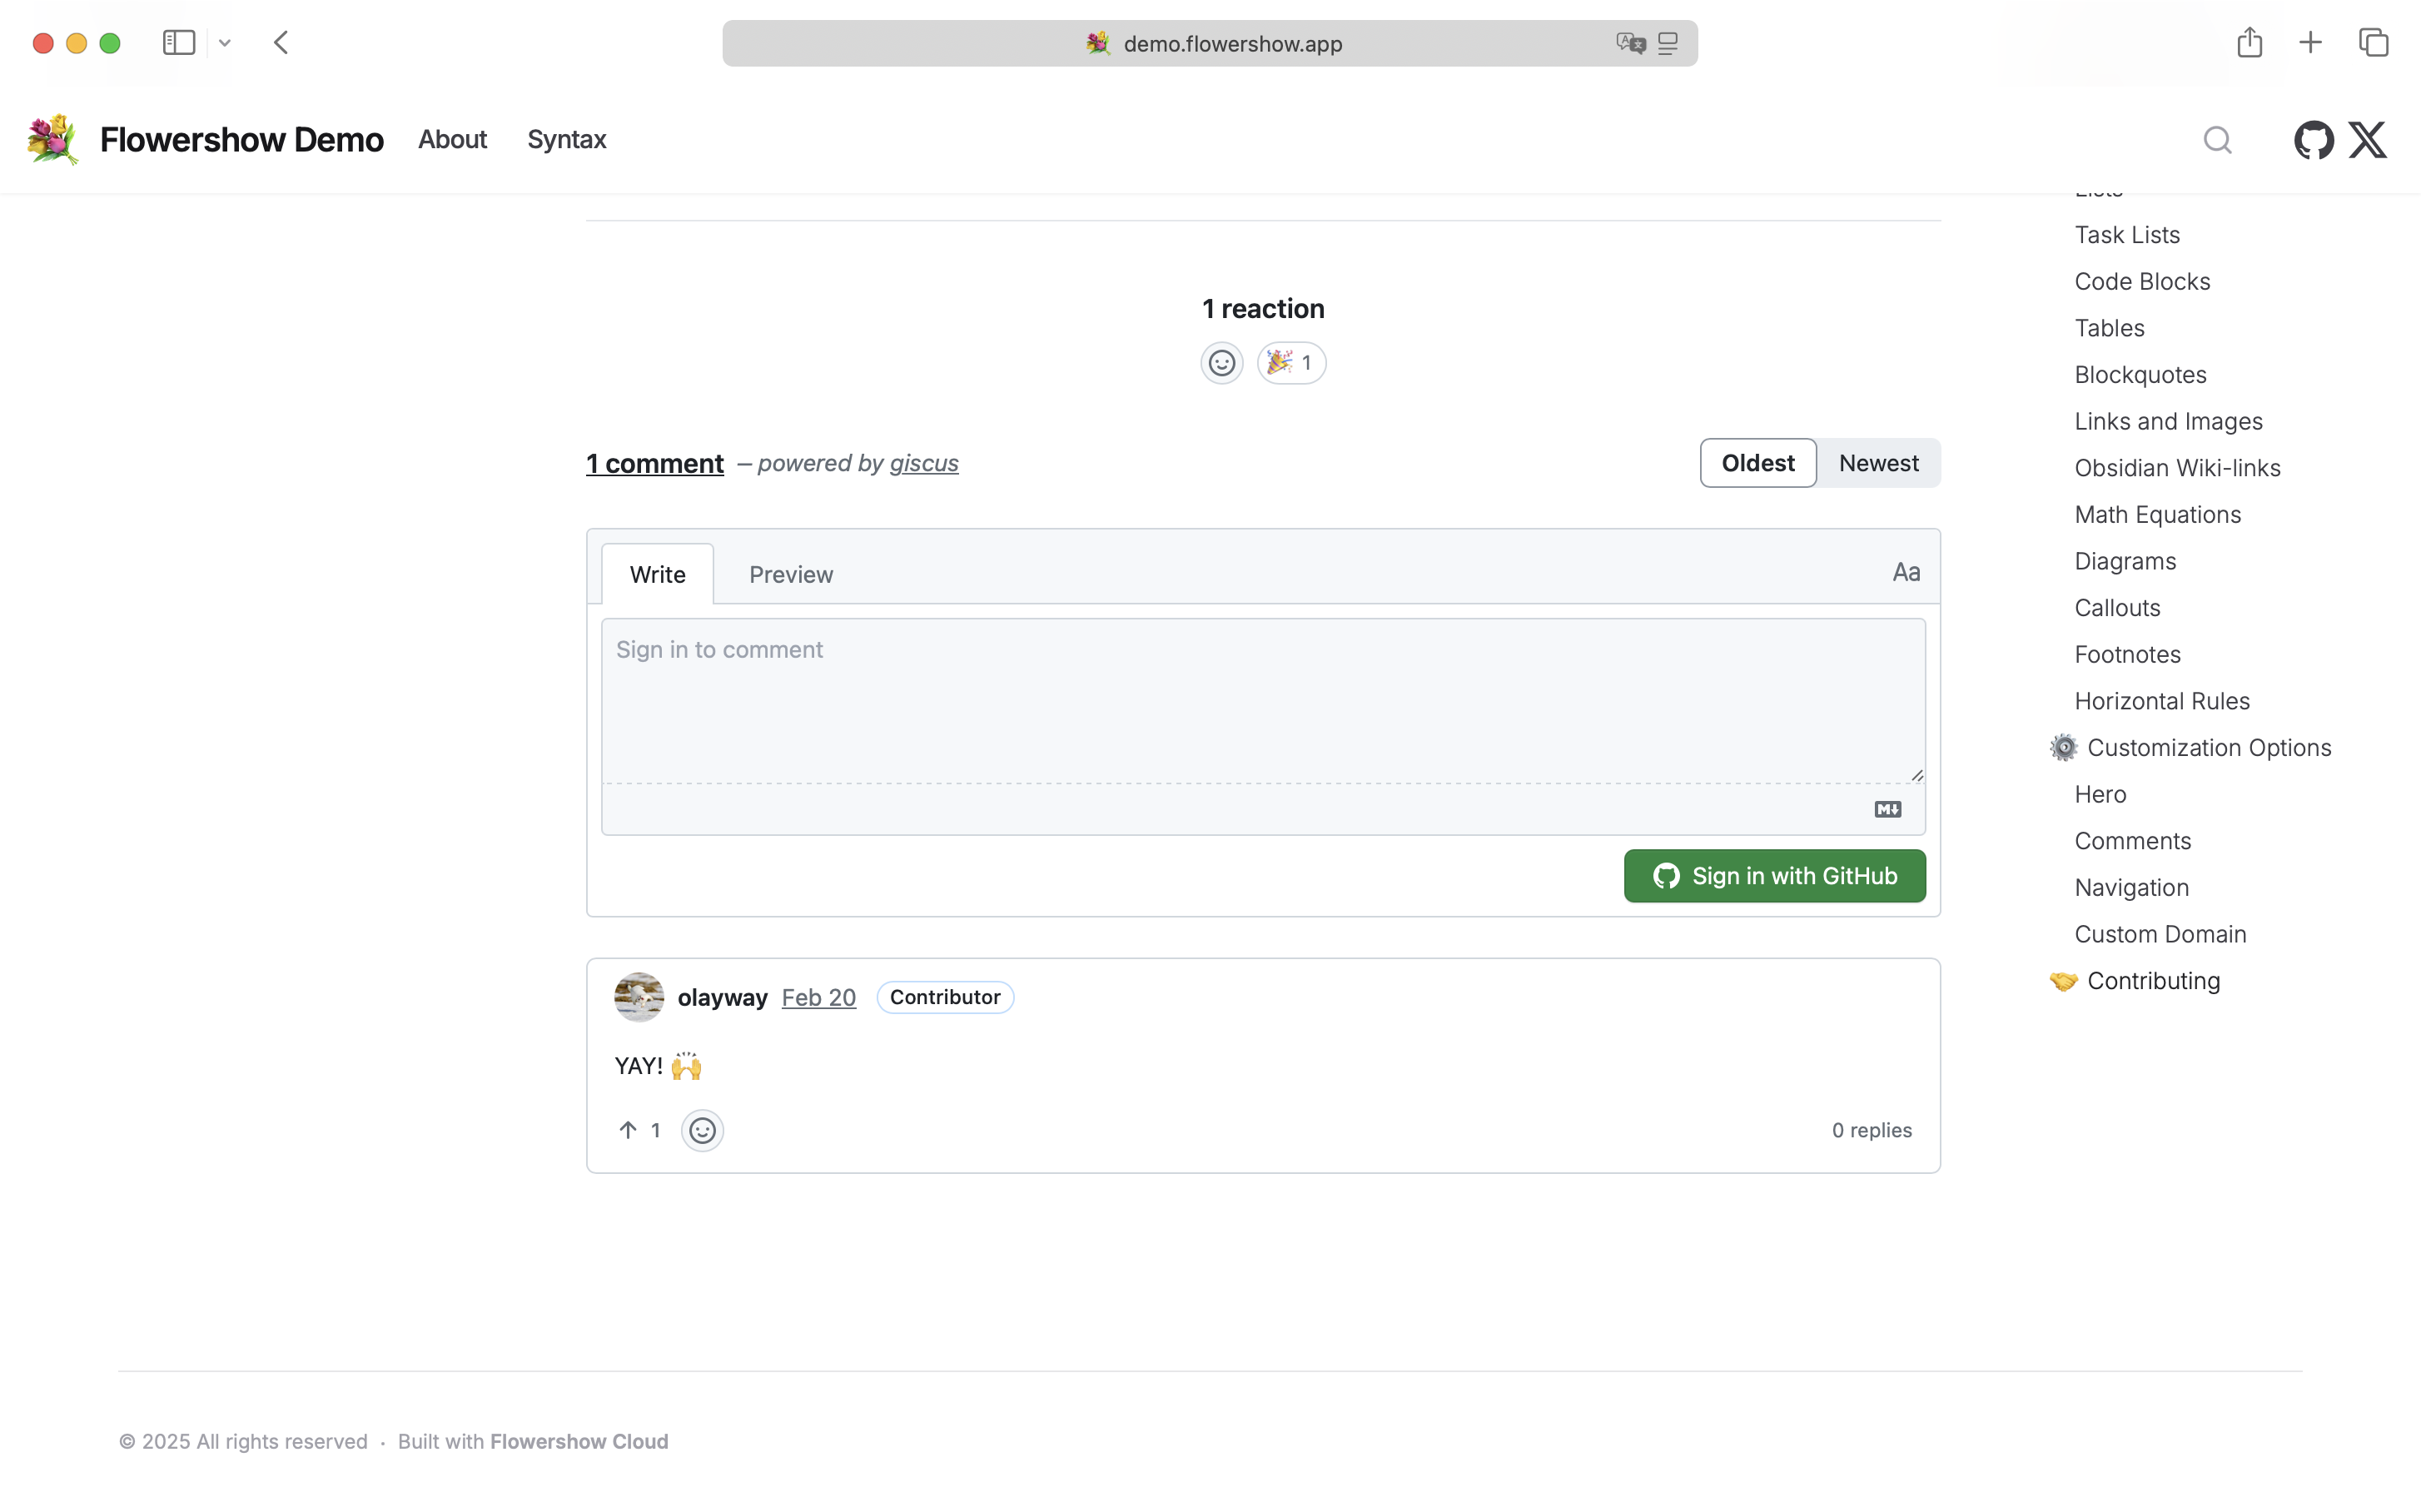 demo.flowershow.app
Flowershow Demo About Syntax
Lists
Task Lists
Code Blocks
Tables
Blockquotes
Links and Images
Obsidian Wiki-links
Math Equations
Diagrams
Callouts
Footnotes
Horizontal Rules
⚙️ Customization Options
Hero
Comments
Navigation
Custom Domain
🤝 Contributing
1 reaction
🎉 1
1 comment – powered by giscus
Oldest Newest
Write Preview Aa
Sign in to comment
M↓
Sign in with GitHub
olayway Feb 20 Contributor
YAY! 🙌
↑ 1
0 replies
© 2025 All rights reserved · Built with Flowershow Cloud